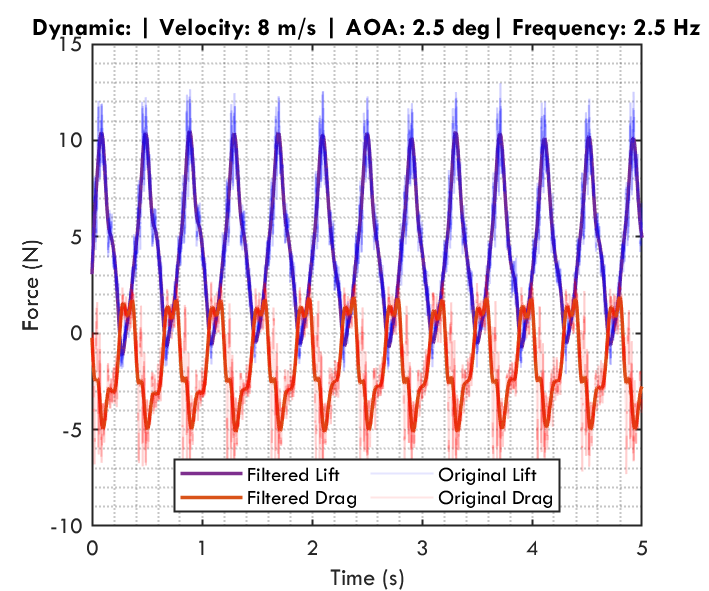 Dynamic: | Velocity: 8 m/s | AOA: 2.5 deg| Frequency: 2.5 Hz
15
10
5
0
-5
-10
Force (N)
Filtered Lift
Original Lift
Filtered Drag
Original Drag
0 1 2 3 4 5
Time (s)